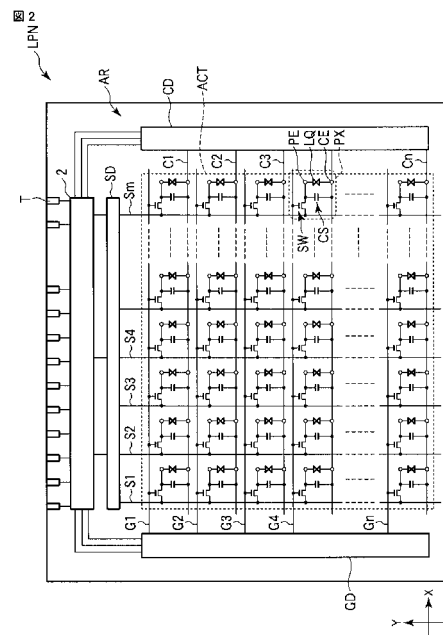 図2
LPN
AR
CD
ACT
T
2
SD
Sm
C1
C2
C3
Cn
PE
LQ
CE
PX
SW
CS
S4
S3
S2
S1
G1
G2
G3
G4
Gn
GD
Y
X